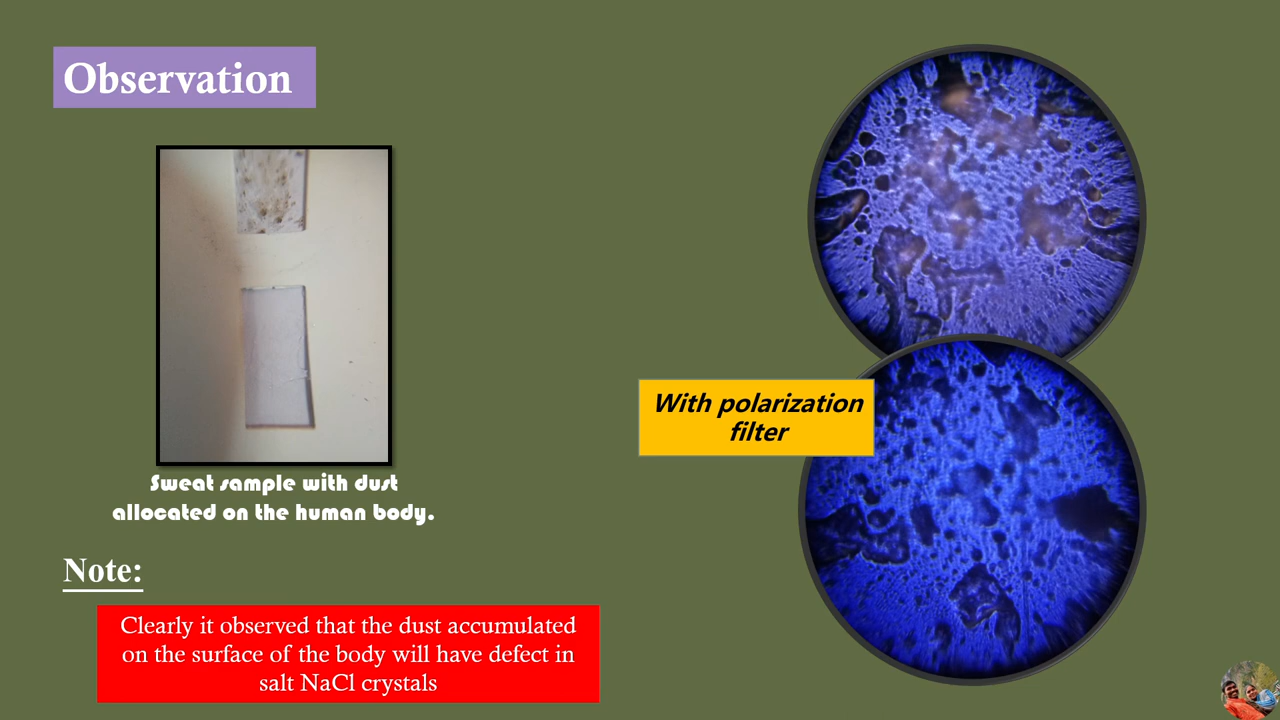 Observation
Sweat sample with dust
allocated on the human body.
With polarization
filter
Note:
Clearly it observed that the dust accumulated
on the surface of the body will have defect in
salt NaCl crystals